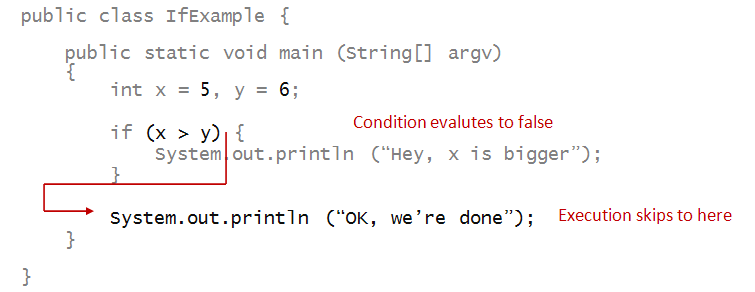 public class IfExample {
public static void main (String[] argv)
{
int x = 5, y = 6;
if (x > y) { Condition evalutes to false
System.out.println (“Hey, x is bigger”);
}
System.out.println (“OK, we’re done”); Execution skips to here
}
}